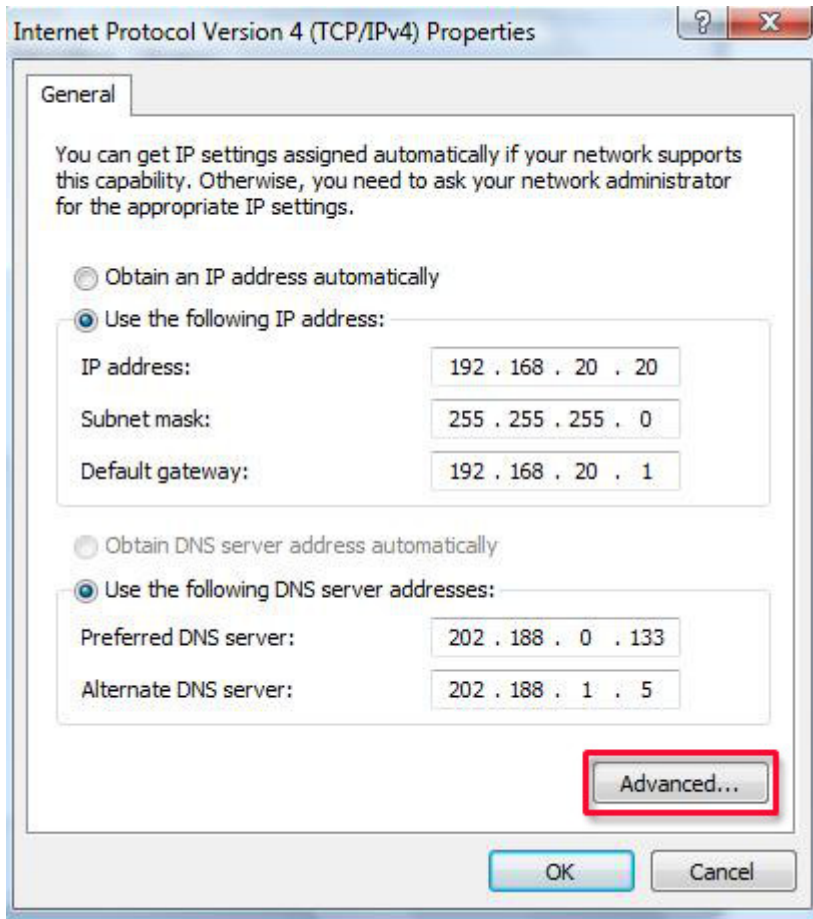 Internet Protocol Version 4 (TCP/IPv4) Properties
?
X
General
You can get IP settings assigned automatically if your network supports
this capability. Otherwise, you need to ask your network administrator
for the appropriate IP settings.
Obtain an IP address automatically
Use the following IP address:
IP address: 192 . 168 . 20 . 20
Subnet mask: 255 . 255 . 255 . 0
Default gateway: 192 . 168 . 20 . 1
Obtain DNS server address automatically
Use the following DNS server addresses:
Preferred DNS server: 202 . 188 . 0 . 133
Alternate DNS server: 202 . 188 . 1 . 5
Advanced...
OK Cancel